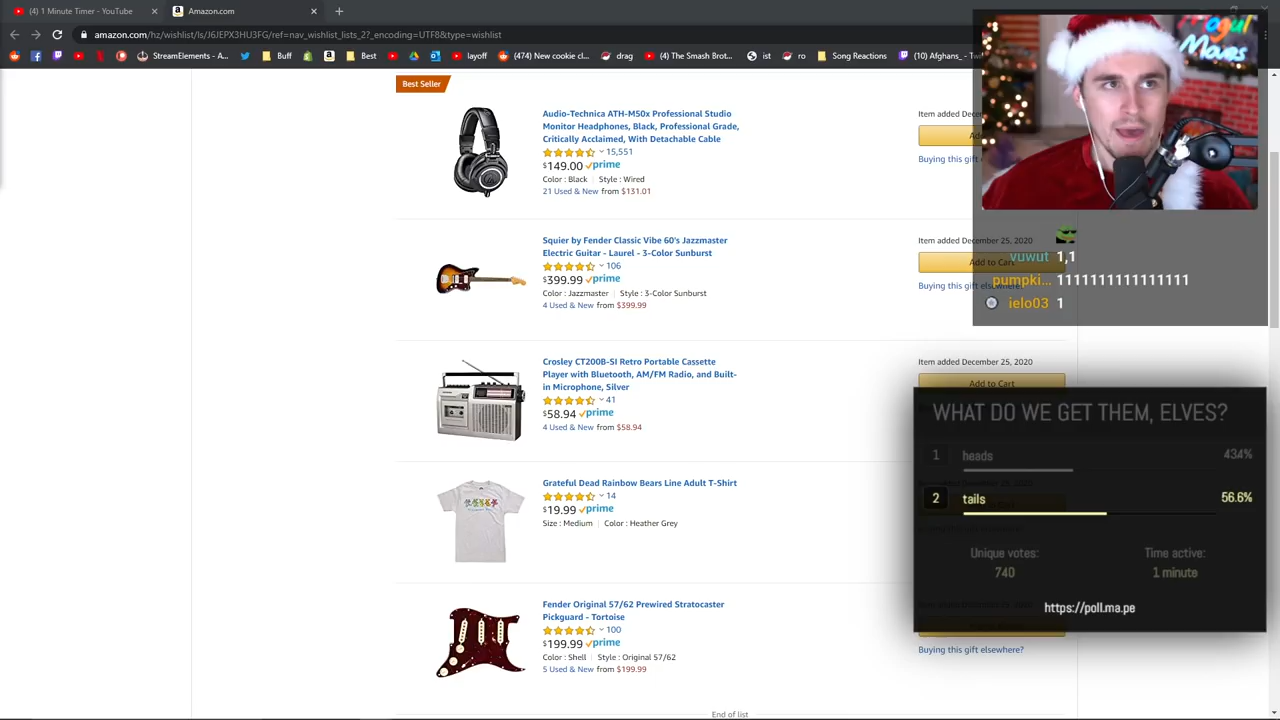 (4) 1 Minute Timer - YouTube
Amazon.com
amazon.com/hz/wishlist/ls/J6JEPX3HU3FG/ref=nav_wishlist_lists_2?_encoding=UTF8&type=wishlist
StreamElements - A...
Buff
Best
layoff
(474) New cookie cl...
drag
(4) The Smash Brot...
ist
ro
Song Reactions
(10) Afghans_ - Twi
Mogul
Moves
Best Seller
Audio-Technica ATH-M50x Professional Studio
Monitor Headphones, Black, Professional Grade,
Critically Acclaimed, With Detachable Cable
15,551
$149.00 prime
Color : Black | Style : Wired
21 Used & New from $131.01
Item added Decem
Buying this gift
Squier by Fender Classic Vibe 60's Jazzmaster
Electric Guitar - Laurel - 3-Color Sunburst
106
$399.99 prime
Color : Jazzmaster | Style : 3-Color Sunburst
4 Used & New from $399.99
Item added December 25, 2020
Add to Cart
Buying this gift elsewhere?
vuwut 1,1
pumpki... 1111111111111111
ielo03 1
Crosley CT200B-SI Retro Portable Cassette
Player with Bluetooth, AM/FM Radio, and Built-
in Microphone, Silver
41
$58.94 prime
4 Used & New from $58.94
Item added December 25, 2020
Add to Cart
Grateful Dead Rainbow Bears Line Adult T-Shirt
14
$19.99 prime
Size : Medium | Color : Heather Grey
Fender Original 57/62 Prewired Stratocaster
Pickguard - Tortoise
100
$199.99 prime
Color : Shell | Style : Original 57/62
5 Used & New from $199.99
Buying this gift elsewhere?
End of list
WHAT DO WE GET THEM, ELVES?
1 heads 43.4%
2 tails 56.6%
Unique votes:
740
Time active:
1 minute
https://poll.ma.pe